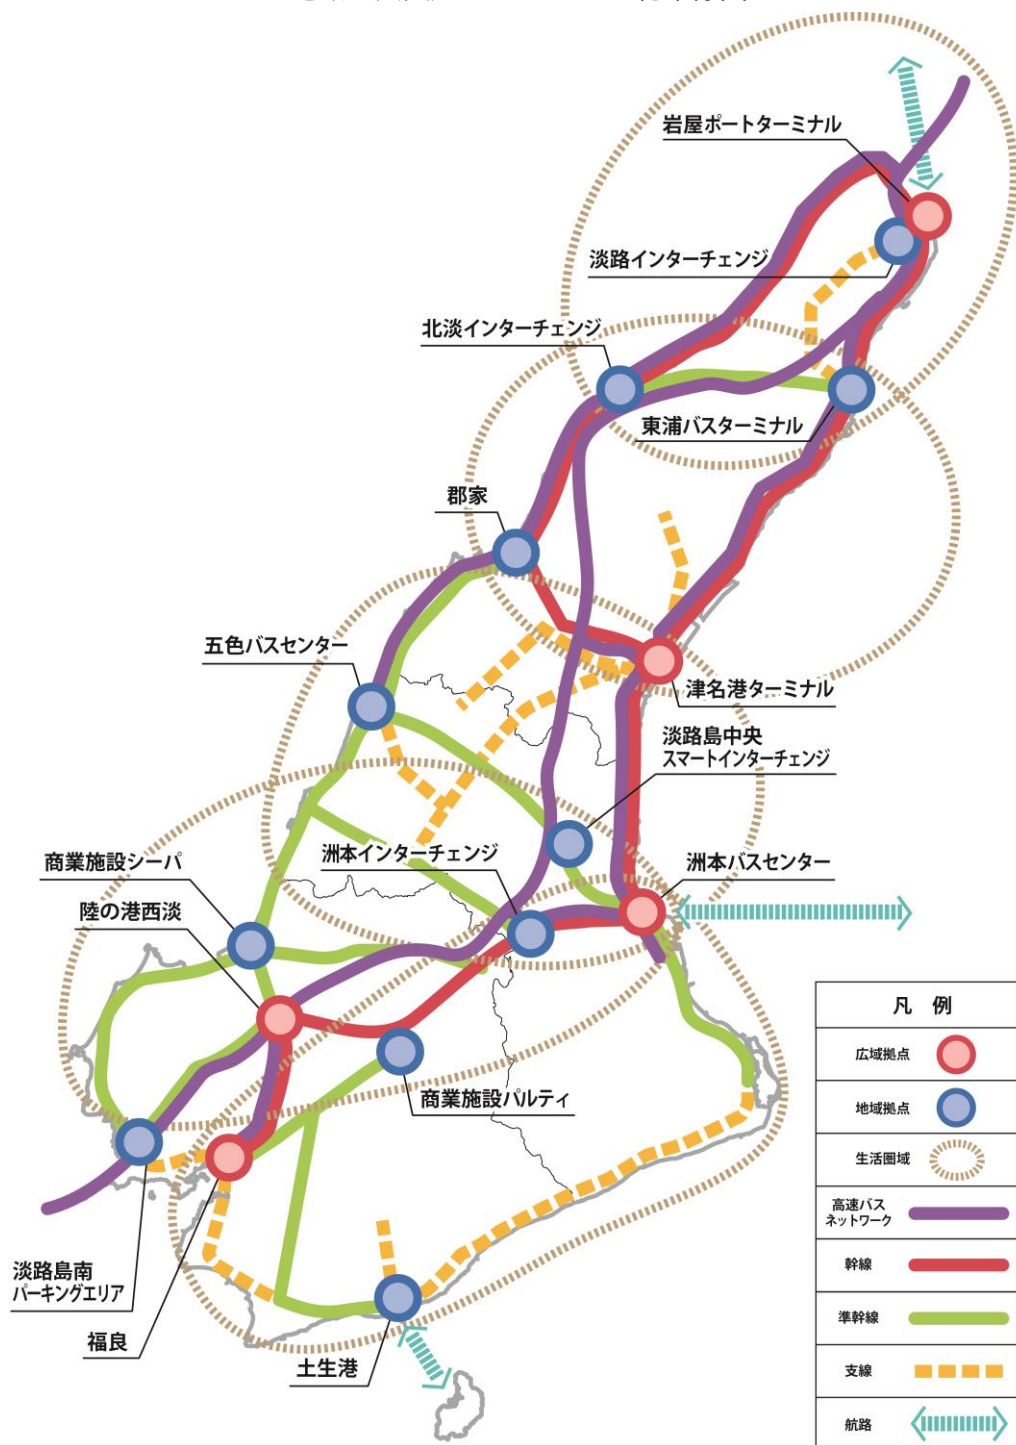 岩屋ポートターミナル
淡路インターチェンジ
北淡インターチェンジ
東浦バスターミナル
郡家
五色バスセンター
津名港ターミナル
淡路島中央
スマートインターチェンジ
商業施設シーパ
洲本インターチェンジ
洲本バスセンター
陸の港西淡
商業施設パルティ
淡路島南
パーキングエリア
福良
土生港
凡 例
広域拠点
地域拠点
生活圏域
高速バス
ネットワーク
幹線
準幹線
支線
航路